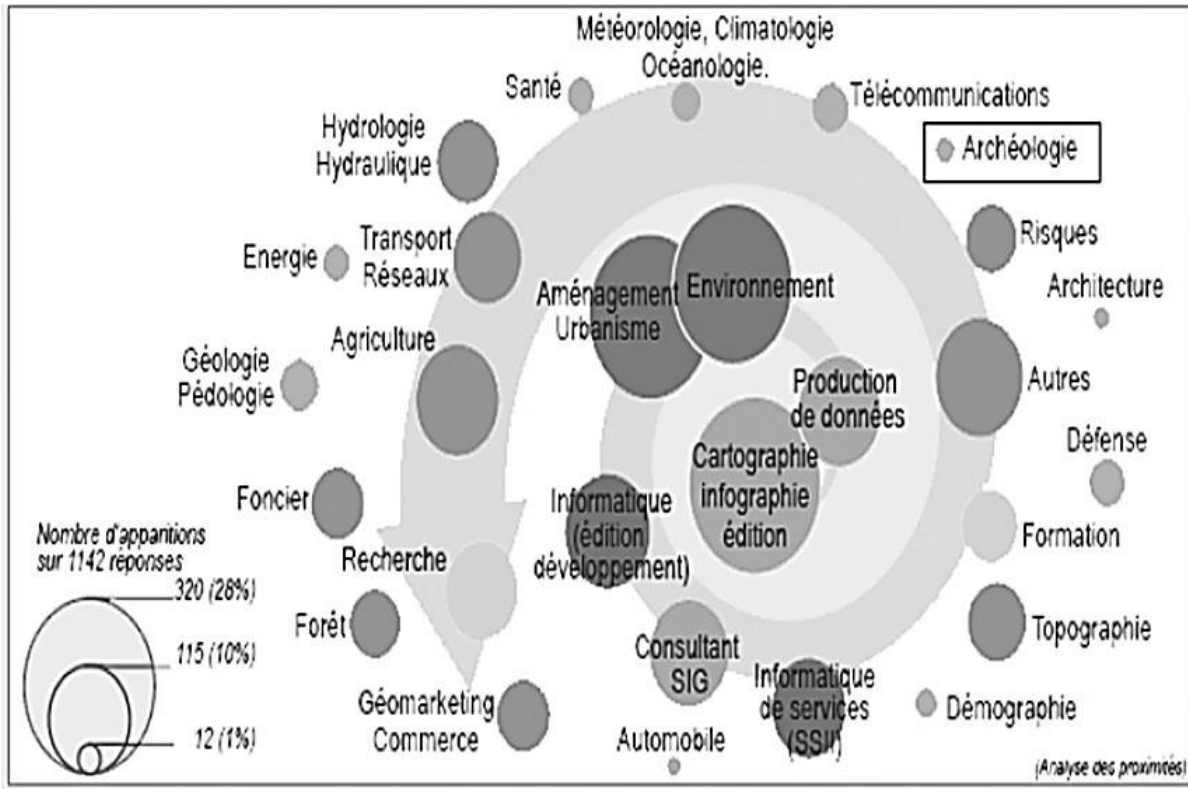 Météorologie, Climatologie
Océanologie.
Santé
Télécommunications
Hydrologie
Hydraulique
Archéologie
Risques
Energie
Transport
Réseaux
Architecture
Aménagement
Urbanisme
Environnement
Agriculture
Géologie
Pédologie
Production
de données
Autres
Défense
Cartographie
infographie
édition
Foncier
Informatique
(édition
développement)
Formation
Recherche
Forêt
Topographie
Consultant
SIG
Informatique
de services
(SSII)
Géomarketing
Commerce
Démographie
Automobile
Nombre d'apparitions
sur 1142 réponses
320 (28%)
115 (10%)
12 (1%)
(Analyse des proximités)